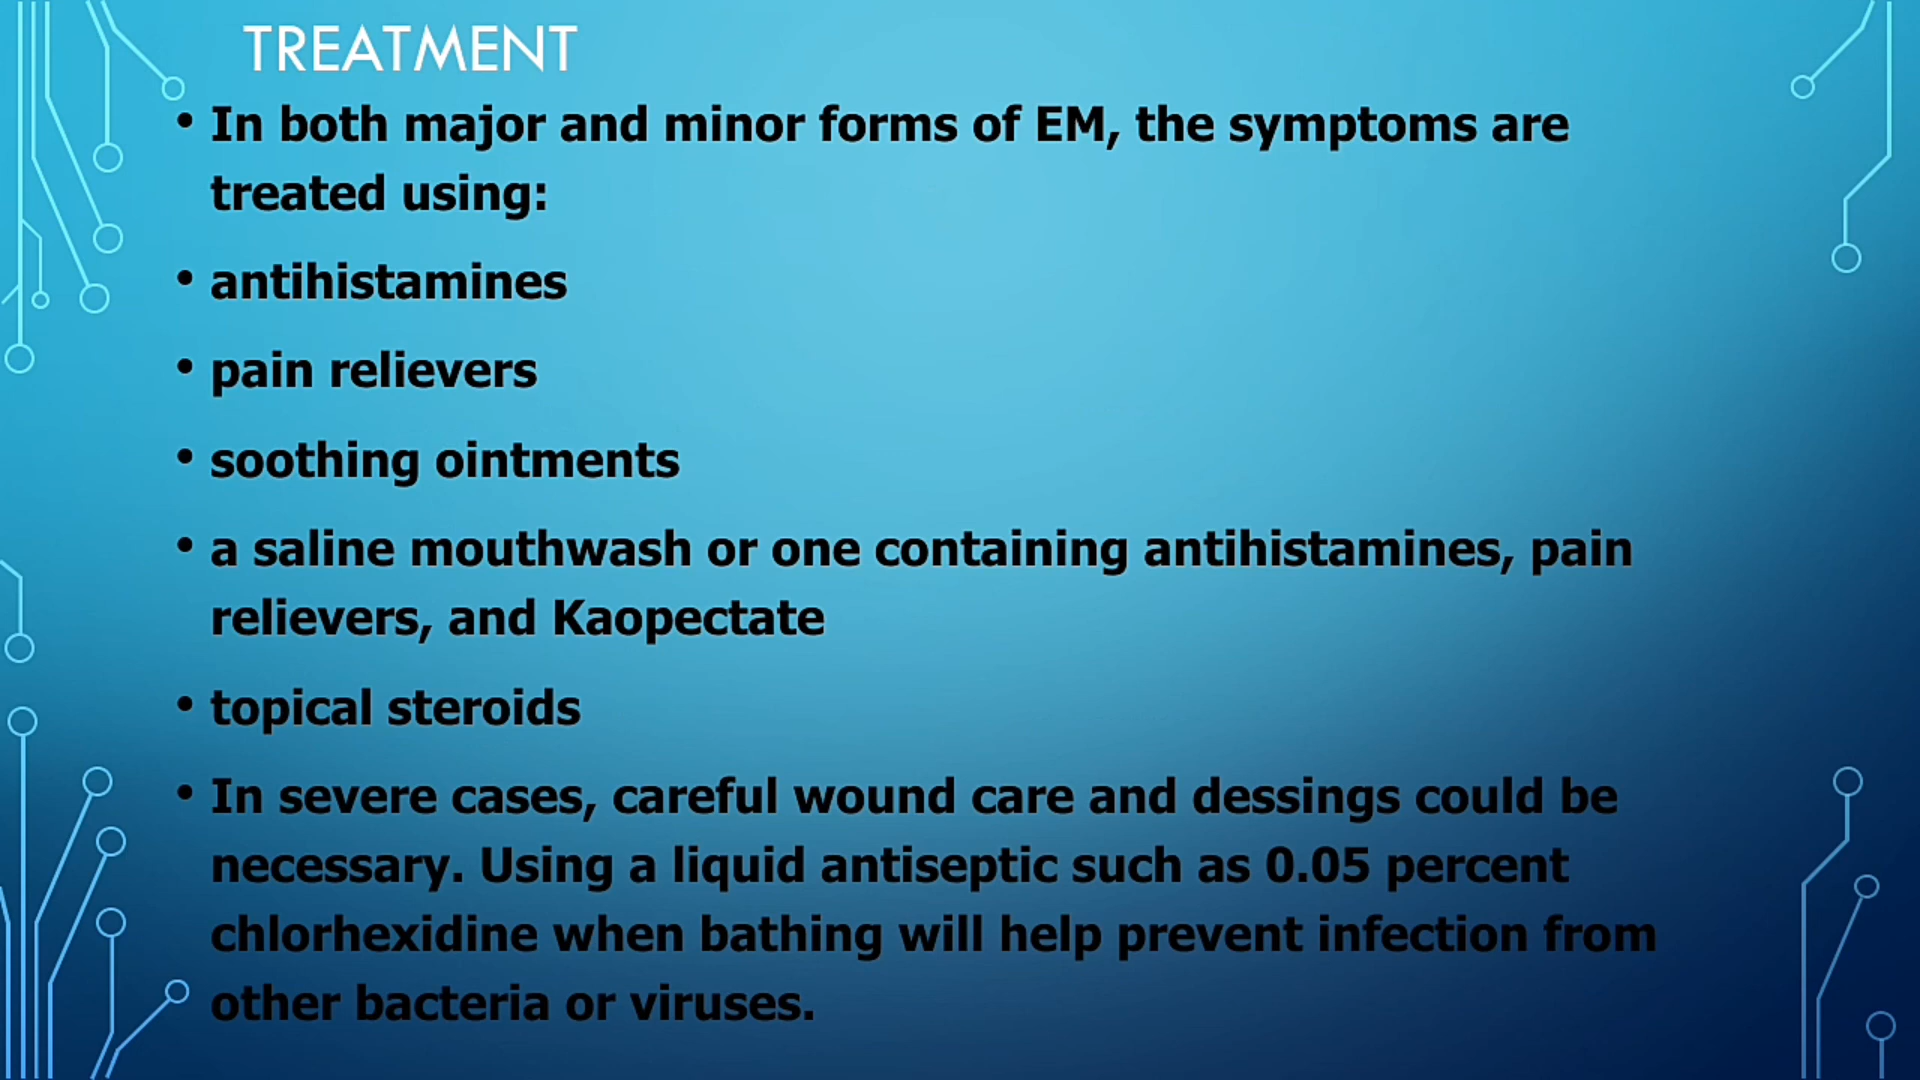 TREATMENT
• In both major and minor forms of EM, the symptoms are
treated using:
• antihistamines
• pain relievers
• soothing ointments
• a saline mouthwash or one containing antihistamines, pain
relievers, and Kaopectate
• topical steroids
• In severe cases, careful wound care and dessings could be
necessary. Using a liquid antiseptic such as 0.05 percent
chlorhexidine when bathing will help prevent infection from
other bacteria or viruses.